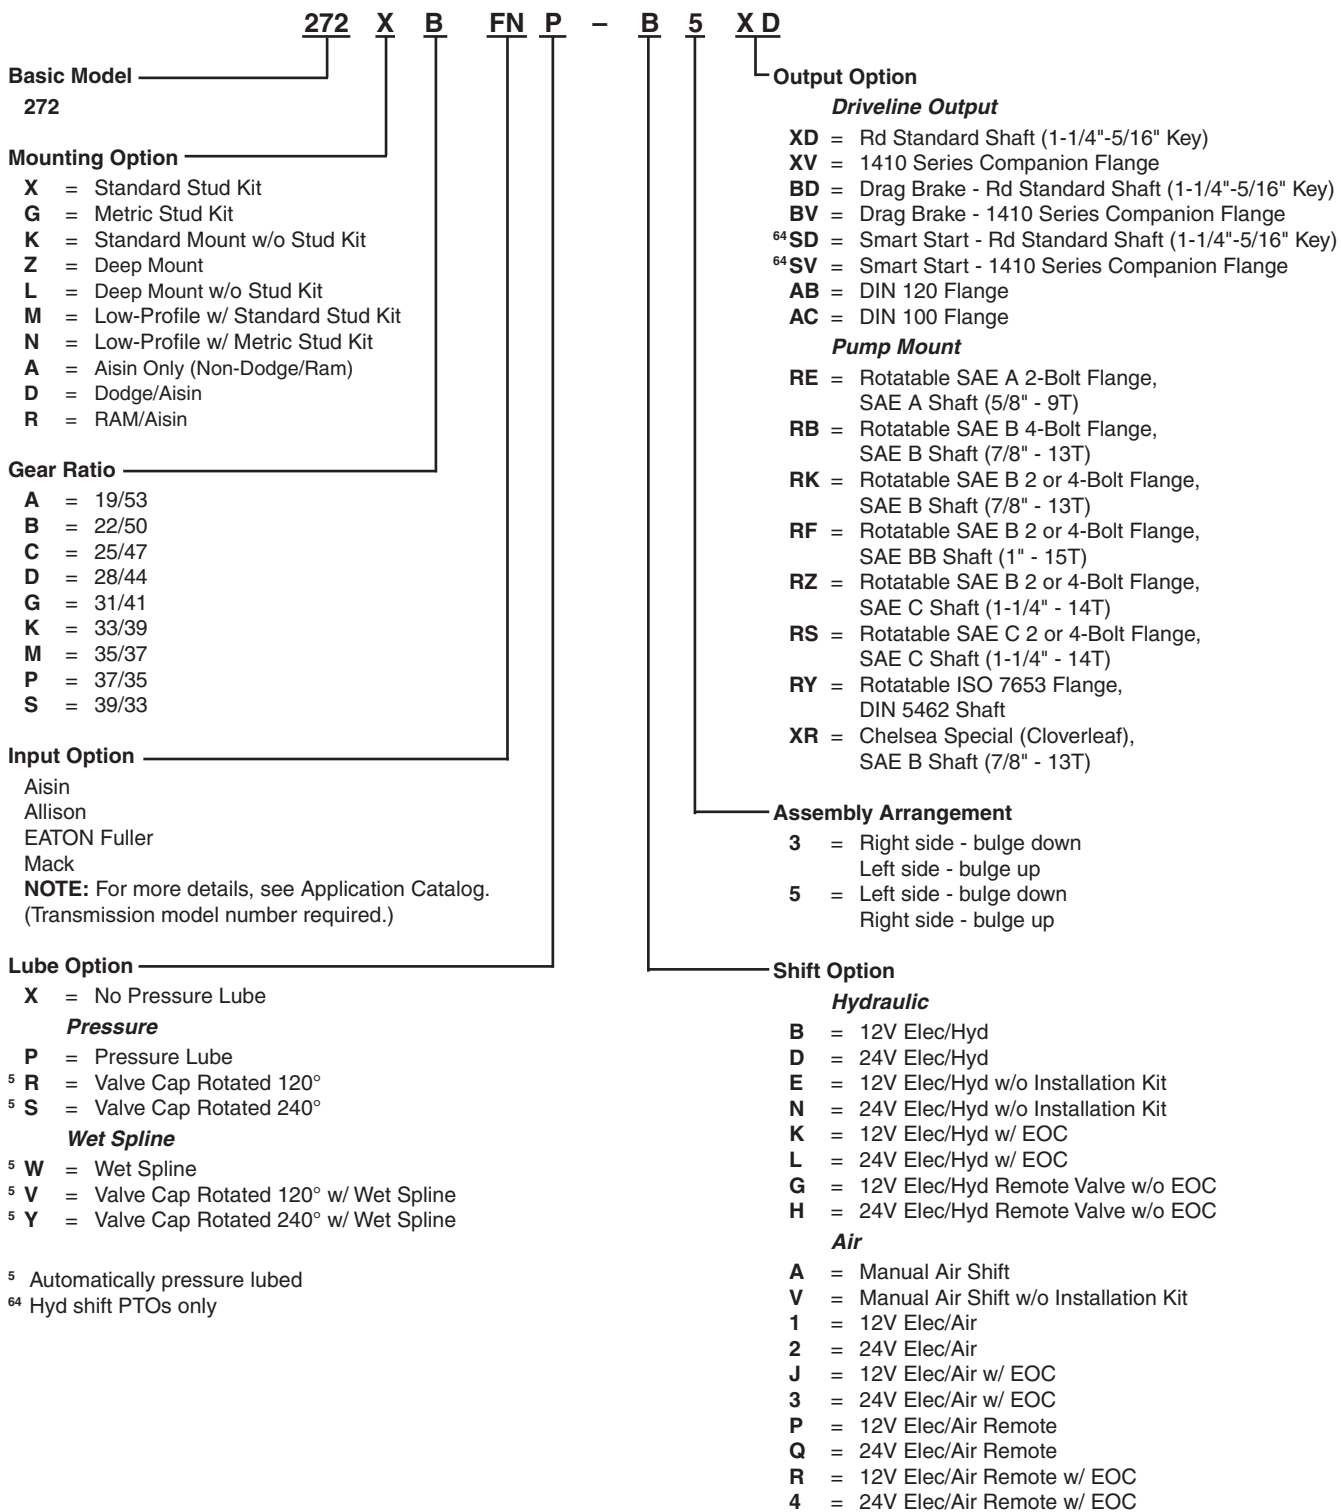 272 X B FN P – B 5 X D
Basic Model
272
Mounting Option
X = Standard Stud Kit
G = Metric Stud Kit
K = Standard Mount w/o Stud Kit
Z = Deep Mount
L = Deep Mount w/o Stud Kit
M = Low-Profile w/ Standard Stud Kit
N = Low-Profile w/ Metric Stud Kit
A = Aisin Only (Non-Dodge/Ram)
D = Dodge/Aisin
R = RAM/Aisin
Gear Ratio
A = 19/53
B = 22/50
C = 25/47
D = 28/44
G = 31/41
K = 33/39
M = 35/37
P = 37/35
S = 39/33
Input Option
Aisin
Allison
EATON Fuller
Mack
NOTE: For more details, see Application Catalog.
(Transmission model number required.)
Lube Option
X = No Pressure Lube
Pressure
P = Pressure Lube
5 R = Valve Cap Rotated 120°
5 S = Valve Cap Rotated 240°
Wet Spline
5 W = Wet Spline
5 V = Valve Cap Rotated 120° w/ Wet Spline
5 Y = Valve Cap Rotated 240° w/ Wet Spline
5 Automatically pressure lubed
64 Hyd shift PTOs only
Output Option
Driveline Output
XD = Rd Standard Shaft (1-1/4"-5/16" Key)
XV = 1410 Series Companion Flange
BD = Drag Brake - Rd Standard Shaft (1-1/4"-5/16" Key)
BV = Drag Brake - 1410 Series Companion Flange
64 SD = Smart Start - Rd Standard Shaft (1-1/4"-5/16" Key)
64 SV = Smart Start - 1410 Series Companion Flange
AB = DIN 120 Flange
AC = DIN 100 Flange
Pump Mount
RE = Rotatable SAE A 2-Bolt Flange,
SAE A Shaft (5/8" - 9T)
RB = Rotatable SAE B 4-Bolt Flange,
SAE B Shaft (7/8" - 13T)
RK = Rotatable SAE B 2 or 4-Bolt Flange,
SAE B Shaft (7/8" - 13T)
RF = Rotatable SAE B 2 or 4-Bolt Flange,
SAE BB Shaft (1" - 15T)
RZ = Rotatable SAE B 2 or 4-Bolt Flange,
SAE C Shaft (1-1/4" - 14T)
RS = Rotatable SAE C 2 or 4-Bolt Flange,
SAE C Shaft (1-1/4" - 14T)
RY = Rotatable ISO 7653 Flange,
DIN 5462 Shaft
XR = Chelsea Special (Cloverleaf),
SAE B Shaft (7/8" - 13T)
Assembly Arrangement
3 = Right side - bulge down
Left side - bulge up
5 = Left side - bulge down
Right side - bulge up
Shift Option
Hydraulic
B = 12V Elec/Hyd
D = 24V Elec/Hyd
E = 12V Elec/Hyd w/o Installation Kit
N = 24V Elec/Hyd w/o Installation Kit
K = 12V Elec/Hyd w/ EOC
L = 24V Elec/Hyd w/ EOC
G = 12V Elec/Hyd Remote Valve w/o EOC
H = 24V Elec/Hyd Remote Valve w/o EOC
Air
A = Manual Air Shift
V = Manual Air Shift w/o Installation Kit
1 = 12V Elec/Air
2 = 24V Elec/Air
J = 12V Elec/Air w/ EOC
3 = 24V Elec/Air w/ EOC
P = 12V Elec/Air Remote
Q = 24V Elec/Air Remote
R = 12V Elec/Air Remote w/ EOC
4 = 24V Elec/Air Remote w/ EOC